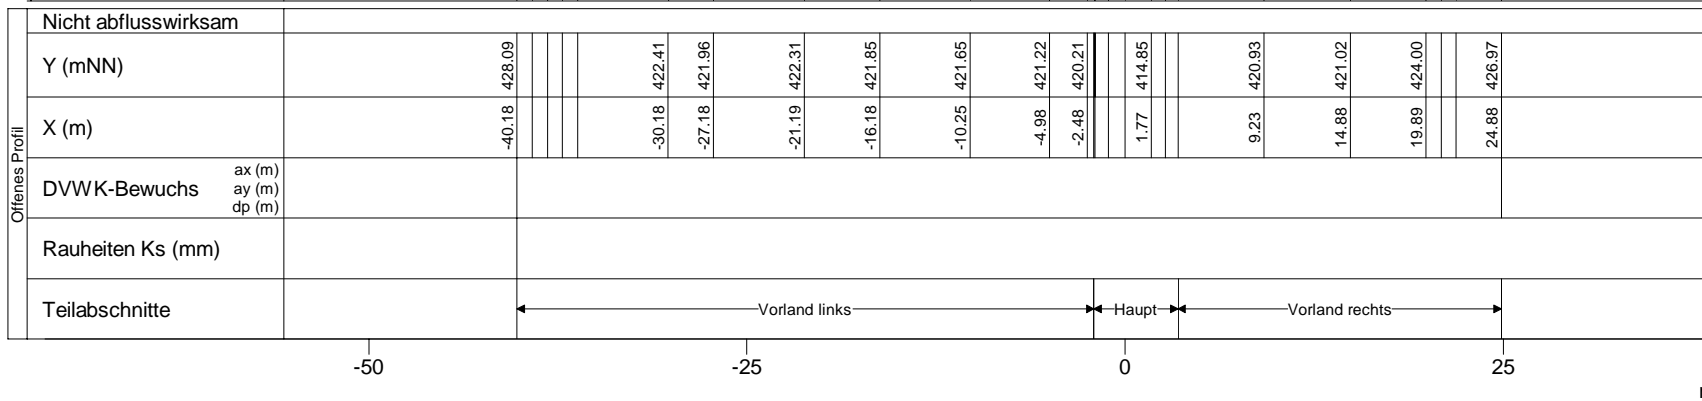 Offenes Profil
Nicht abflusswirksam
Y (mNN) 428.09 422.41 421.96 422.31 421.85 421.65 421.22 420.21 414.85 420.93 421.02 424.00 426.97
X (m) -40.18 -30.18 -27.18 -21.19 -16.18 -10.25 -4.98 -2.48 1.77 9.23 14.88 19.89 24.88
DVWK-Bewuchs
ax (m)
ay (m)
dp (m)
Rauheiten Ks (mm)
Teilabschnitte Vorland links Haupt Vorland rechts
-50 -25 0 25